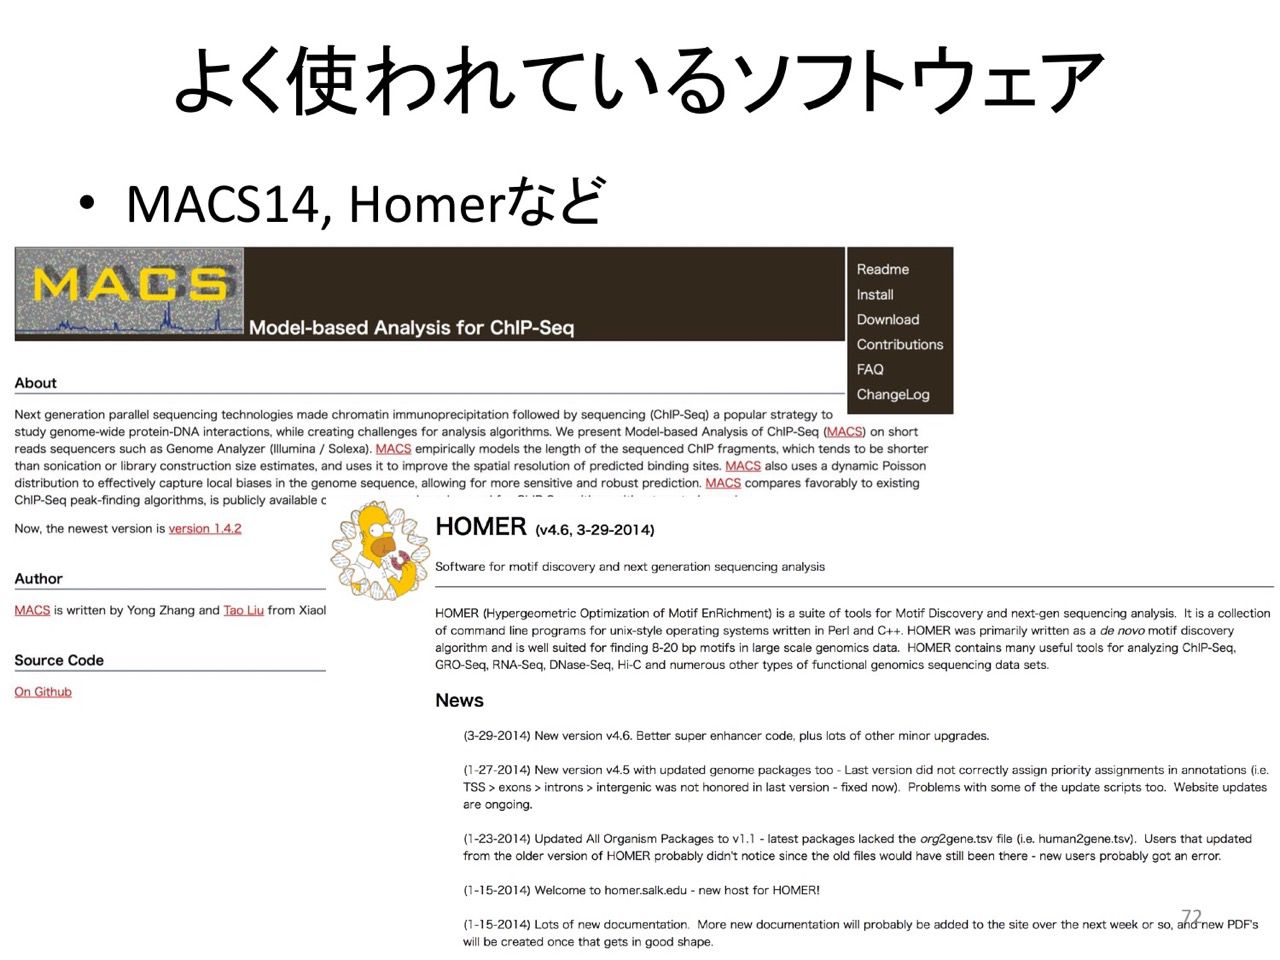 よく使われているソフトウェア
• MACS14, Homerなど
MACS
Model-based Analysis for ChIP-Seq
Readme
Install
Download
Contributions
FAQ
ChangeLog
About
Next generation parallel sequencing technologies made chromatin immunoprecipitation followed by sequencing (ChIP-Seq) a popular strategy to
study genome-wide protein-DNA interactions, while creating challenges for analysis algorithms. We present Model-based Analysis of ChIP-Seq (MACS) on short
reads sequencers such as Genome Analyzer (Illumina / Solexa). MACS empirically models the length of the sequenced ChIP fragments, which tends to be shorter
than sonication or library construction size estimates, and uses it to improve the spatial resolution of predicted binding sites. MACS also uses a dynamic Poisson
distribution to effectively capture local biases in the genome sequence, allowing for more sensitive and robust prediction. MACS compares favorably to existing
ChIP-Seq peak-finding algorithms, is publicly available
Now, the newest version is version 1.4.2
Author
MACS is written by Yong Zhang and Tao Liu from Xiaol
Source Code
On Github
HOMER (v4.6, 3-29-2014)
Software for motif discovery and next generation sequencing analysis
HOMER (Hypergeometric Optimization of Motif EnRichment) is a suite of tools for Motif Discovery and next-gen sequencing analysis. It is a collection
of command line programs for unix-style operating systems written in Perl and C++. HOMER was primarily written as a de novo motif discovery
algorithm and is well suited for finding 8-20 bp motifs in large scale genomics data. HOMER contains many useful tools for analyzing ChIP-Seq,
GRO-Seq, RNA-Seq, DNase-Seq, Hi-C and numerous other types of functional genomics sequencing data sets.
News
(3-29-2014) New version v4.6. Better super enhancer code, plus lots of other minor upgrades.
(1-27-2014) New version v4.5 with updated genome packages too - Last version did not correctly assign priority assignments in annotations (i.e.
TSS > exons > introns > intergenic was not honored in last version - fixed now). Problems with some of the update scripts too. Website updates
are ongoing.
(1-23-2014) Updated All Organism Packages to v1.1 - latest packages lacked the org2gene.tsv file (i.e. human2gene.tsv). Users that updated
from the older version of HOMER probably didn't notice since the old files would have still been there - new users probably got an error.
(1-15-2014) Welcome to homer.salk.edu - new host for HOMER!
(1-15-2014) Lots of new documentation. More new documentation will probably be added to the site over the next week or so, and new PDF's
will be created once that gets in good shape.
72